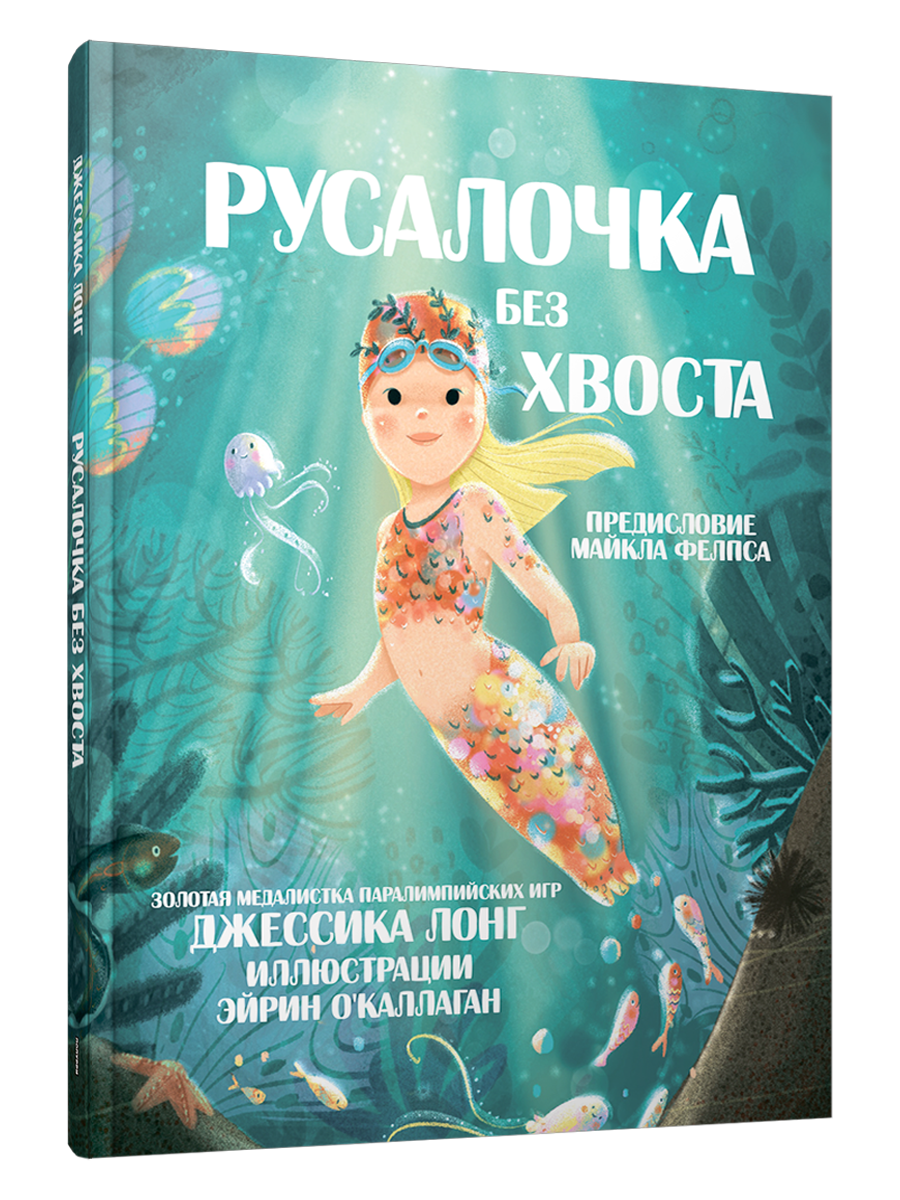 РУСАЛОЧКА
БЕЗ
ХВОСТА
ПРЕДИСЛОВИЕ
МАЙКЛА ФЕЛПСА
ЗОЛОТАЯ МЕДАЛИСТКА ПАРАЛИМПИЙСКИХ ИГР
ДЖЕССИКА ЛОНГ
ИЛЛЮСТРАЦИИ
ЭЙРИН О'КАЛЛАГАН
ДЖЕССИКА ЛОНГ
РУСАЛОЧКА БЕЗ ХВОСТА